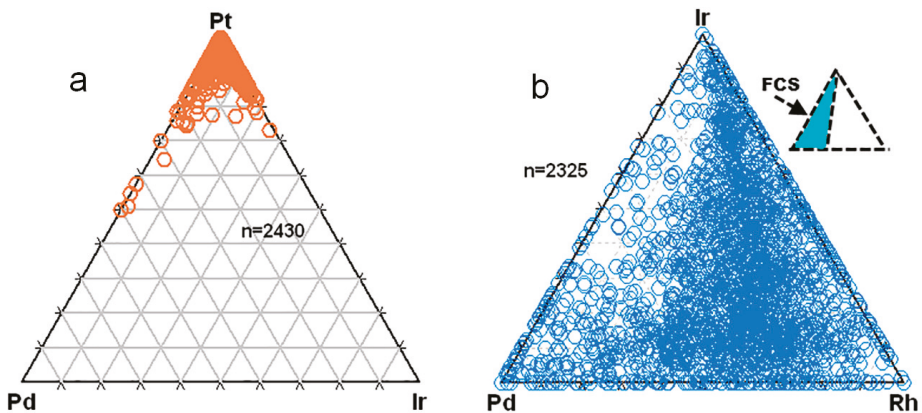 Pt
a
n=2430
Pd
Ir
Ir
b
FCS
n=2325
Pd
Rh